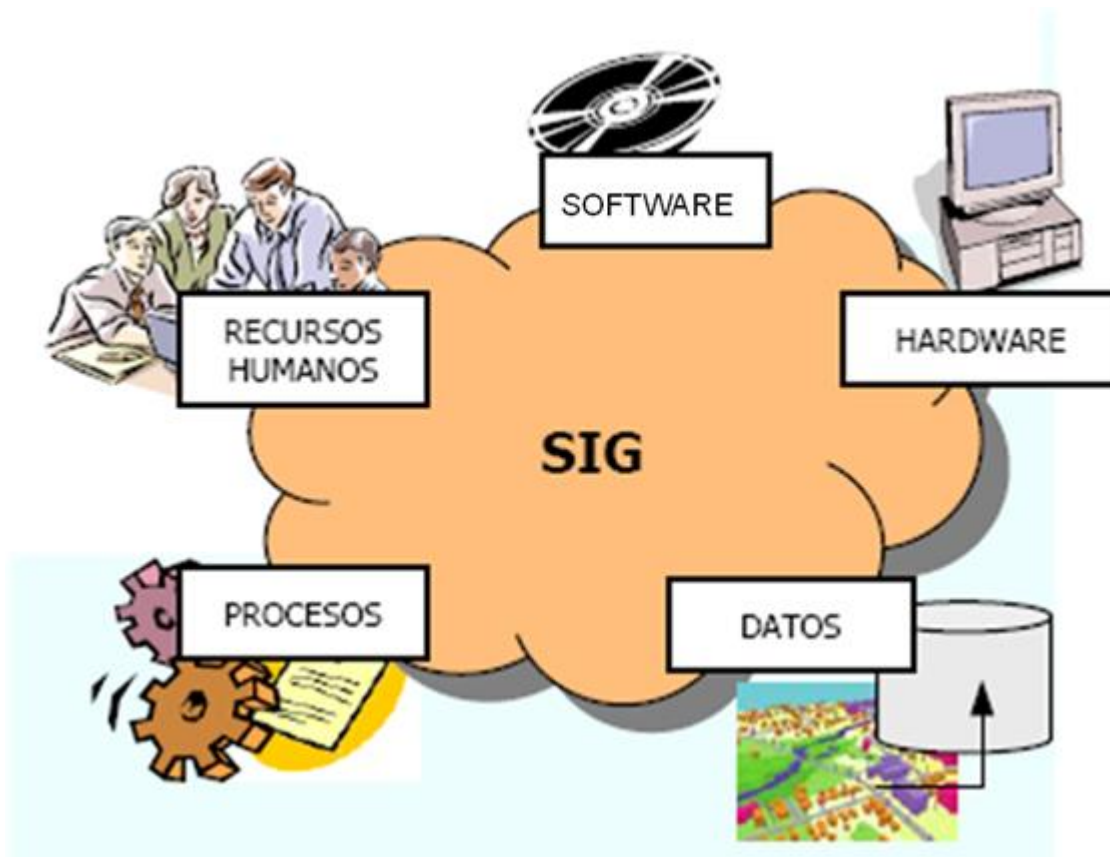 SOFTWARE
HARDWARE
RECURSOS
HUMANOS
SIG
PROCESOS
DATOS